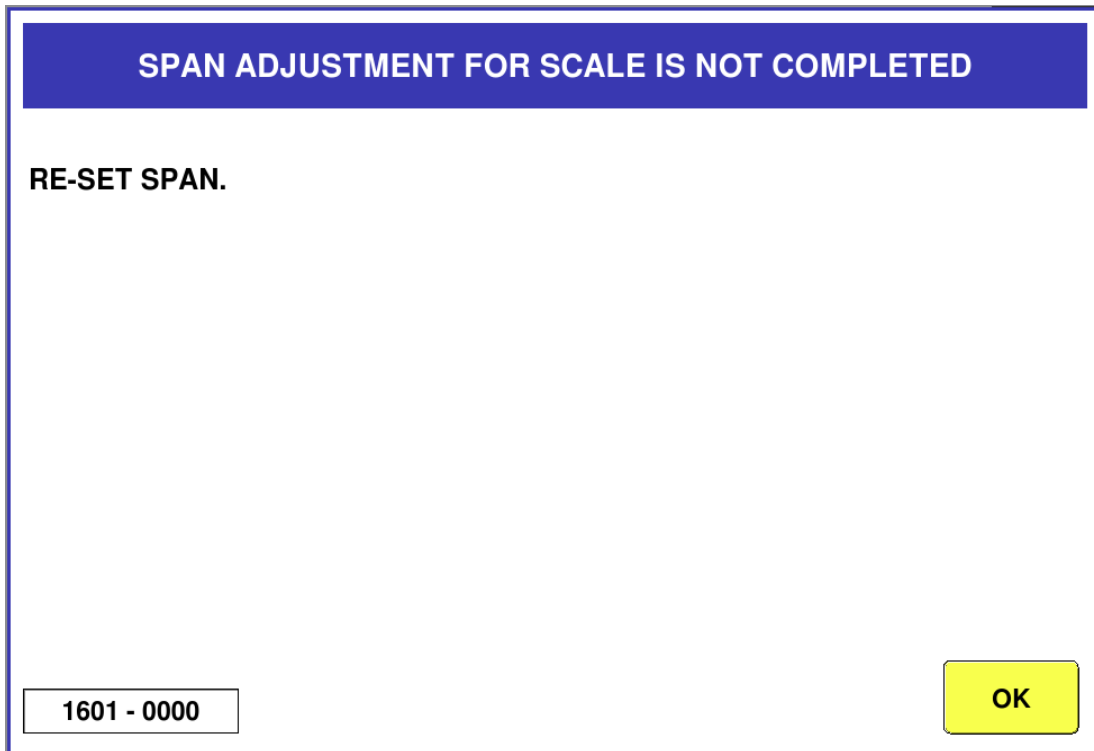 SPAN ADJUSTMENT FOR SCALE IS NOT COMPLETED
RE-SET SPAN.
1601 - 0000
OK